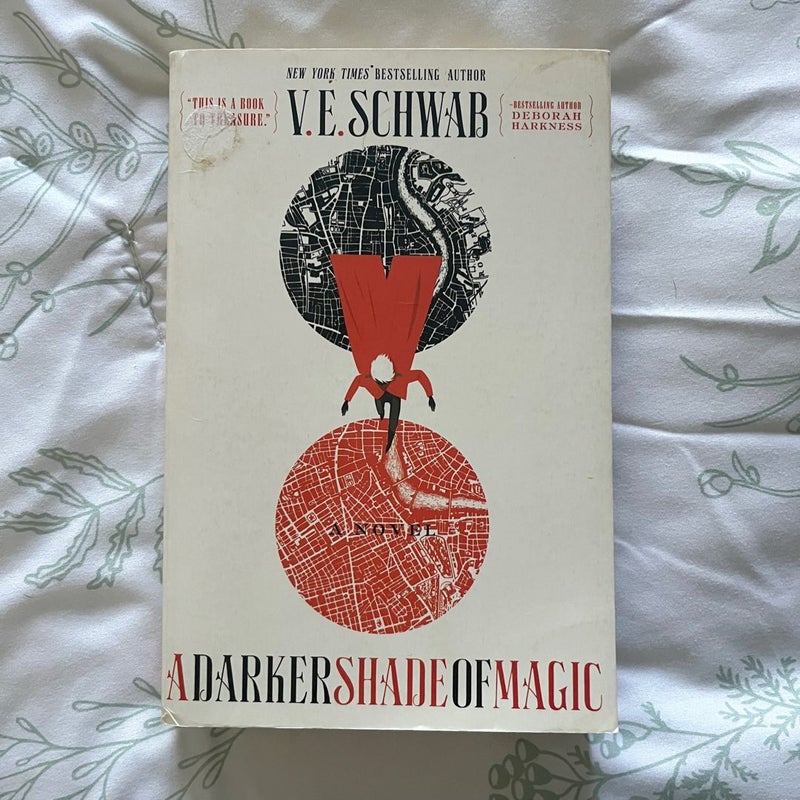 NEW YORK TIMES BESTSELLING AUTHOR
"THIS IS A BOOK
TO TREASURE."
V. E. SCHWAB
–BESTSELLING AUTHOR
DEBORAH
HARKNESS
A NOVEL
A DARKER SHADE OF MAGIC